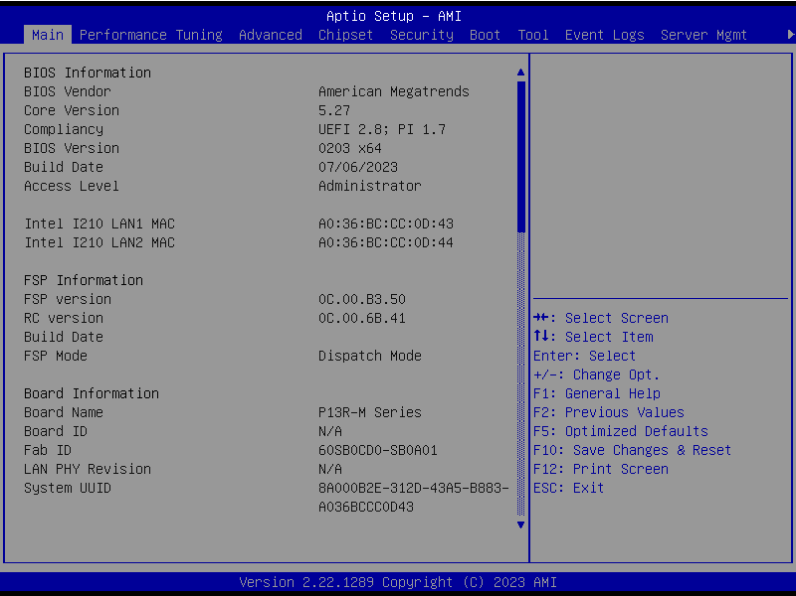 Aptio Setup - AMI
Main Performance Tuning Advanced Chipset Security Boot Tool Event Logs Server Mgmt
BIOS Information
BIOS Vendor American Megatrends
Core Version 5.27
Compliancy UEFI 2.8; PI 1.7
BIOS Version 0203 x64
Build Date 07/06/2023
Access Level Administrator
Intel I210 LAN1 MAC A0:36:BC:CC:0D:43
Intel I210 LAN2 MAC A0:36:BC:CC:0D:44
FSP Information
FSP version 0C.00.B3.50
RC version 0C.00.6B.41
Build Date
FSP Mode Dispatch Mode
Board Information
Board Name P13R-M Series
Board ID N/A
Fab ID 60SB0CD0-SB0A01
LAN PHY Revision N/A
System UUID 8A000B2E-312D-43A5-B883-
A036BCCC0D43
→←: Select Screen
↑↓: Select Item
Enter: Select
+/-: Change Opt.
F1: General Help
F2: Previous Values
F5: Optimized Defaults
F10: Save Changes & Reset
F12: Print Screen
ESC: Exit
Version 2.22.1289 Copyright (C) 2023 AMI